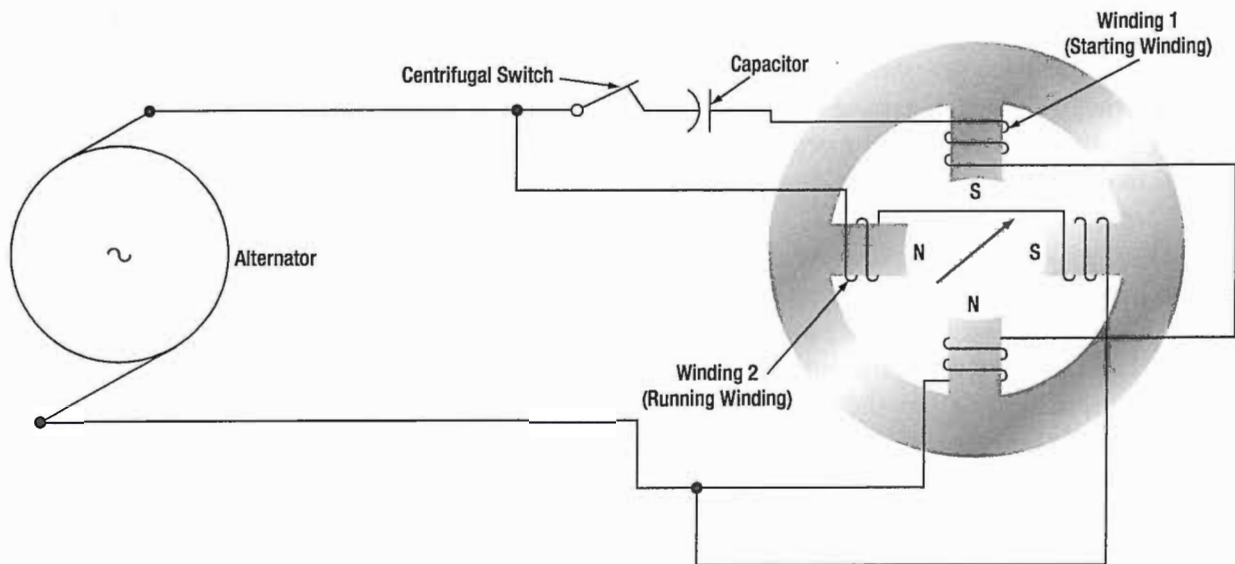 Winding 1
(Starting Winding)
Centrifugal Switch
Capacitor
S
Alternator
N
S
N
Winding 2
(Running Winding)